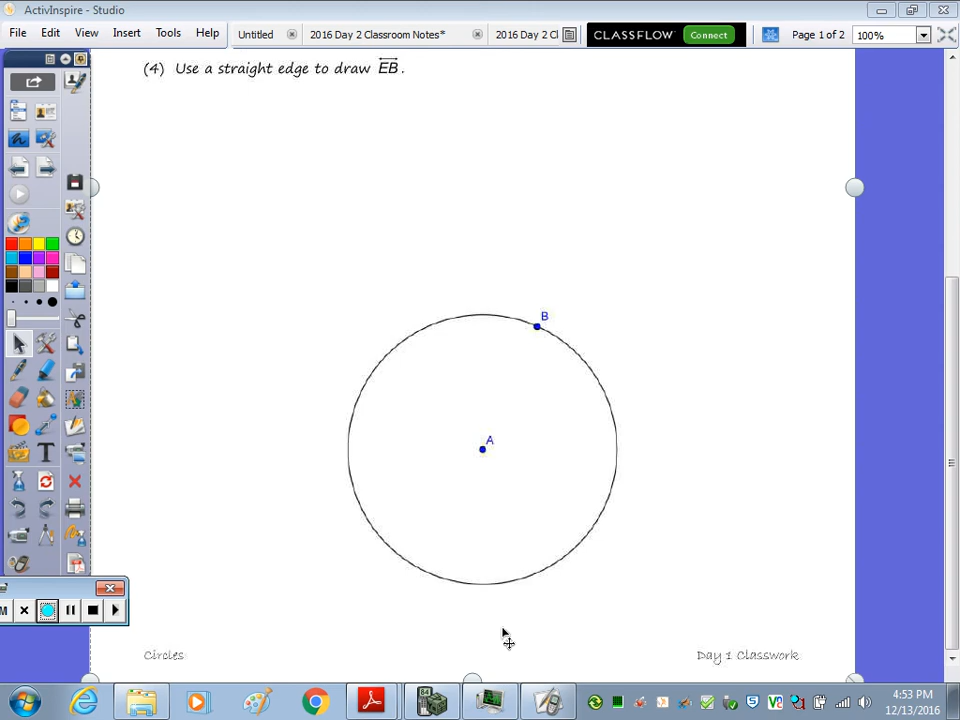 ActivInspire - Studio
File Edit View Insert Tools Help Untitled 2016 Day 2 Classroom Notes* 2016 Day 2 Cl CLASSFLOW Connect Page 1 of 2 100%
(4) Use a straight edge to draw EB.
B
A
M
Circles Day 1 Classwork
84
4:53 PM
12/13/2016